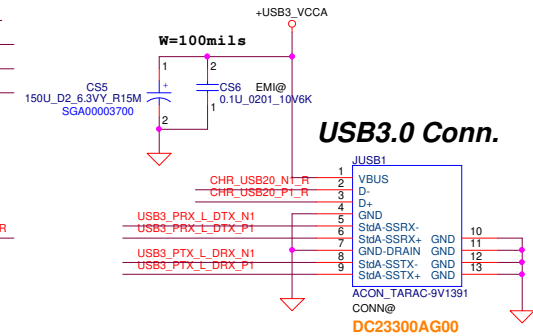 +USB3_VCCA
W=100mils
1
2
+
CS5
150U_D2_6.3VY_R15M
SGA00003700
2
CS6
EMI@
0.1U_0201_10V6K
1
USB3.0 Conn.
JUSB1
1 VBUS
CHR_USB20_N1_R 2 D-
CHR_USB20_P1_R 3 D+
4 GND
USB3_PRX_L_DTX_N1 5 StdA-SSRX-
USB3_PRX_L_DTX_P1 6 StdA-SSRX+ GND 10
7 GND-DRAIN GND 11
USB3_PTX_L_DRX_N1 8 StdA-SSTX- GND 12
USB3_PTX_L_DRX_P1 9 StdA-SSTX+ GND 13
R
ACON_TARAC-9V1391
CONN@
DC23300AG00